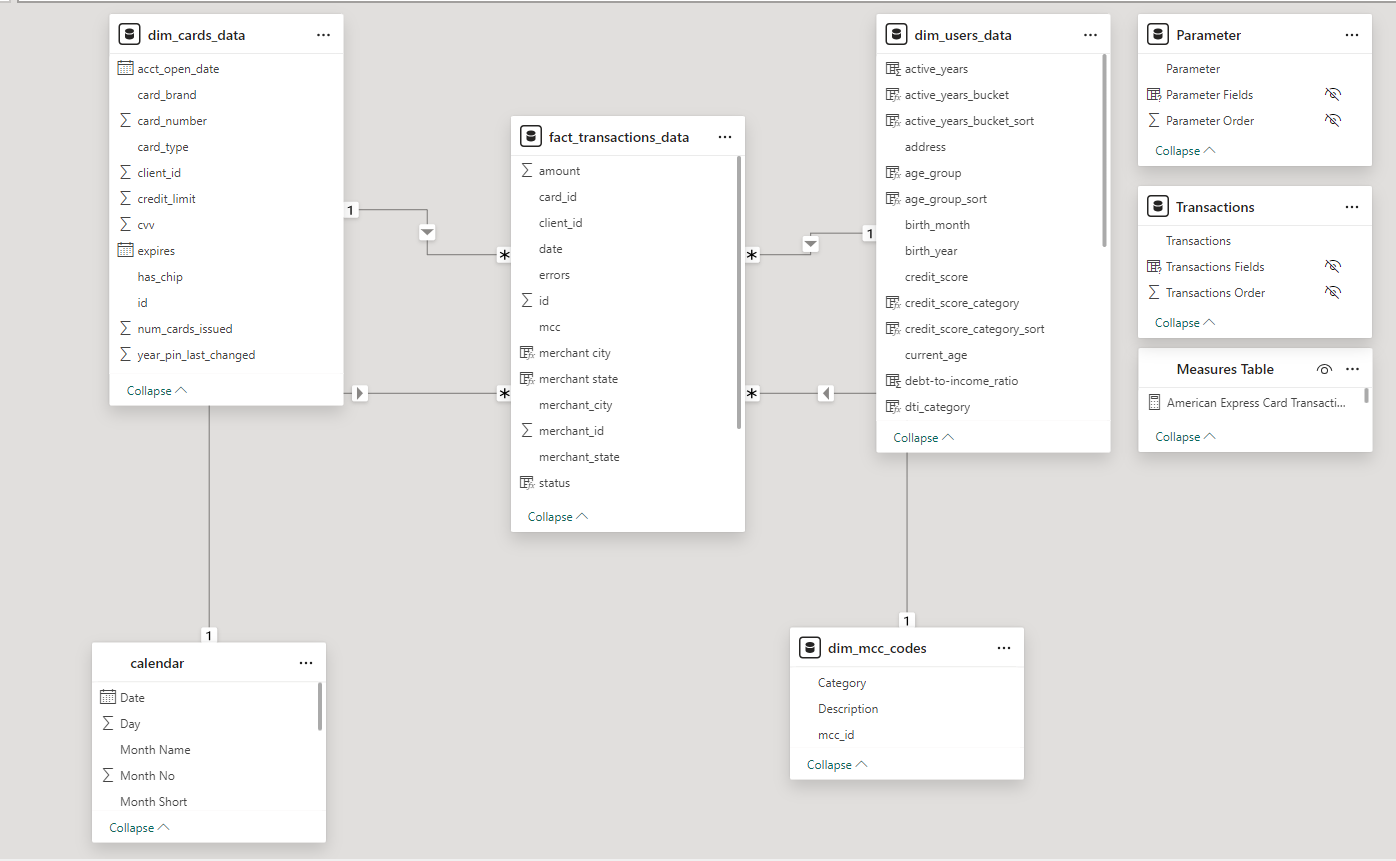 dim_cards_data
acct_open_date
card_brand
card_number
card_type
client_id
credit_limit
cvv
expires
has_chip
id
num_cards_issued
year_pin_last_changed
Collapse
1
*
*
fact_transactions_data
amount
card_id
client_id
date
errors
id
mcc
merchant city
merchant state
merchant_city
merchant_id
merchant_state
status
Collapse
*
*
1
dim_users_data
active_years
active_years_bucket
active_years_bucket_sort
address
age_group
age_group_sort
birth_month
birth_year
credit_score
credit_score_category
credit_score_category_sort
current_age
debt-to-income_ratio
dti_category
Collapse
Parameter
Parameter
Parameter Fields
Parameter Order
Collapse
Transactions
Transactions
Transactions Fields
Transactions Order
Collapse
Measures Table
American Express Card Transacti...
Collapse
1
calendar
Date
Day
Month Name
Month No
Month Short
Collapse
1
dim_mcc_codes
Category
Description
mcc_id
Collapse